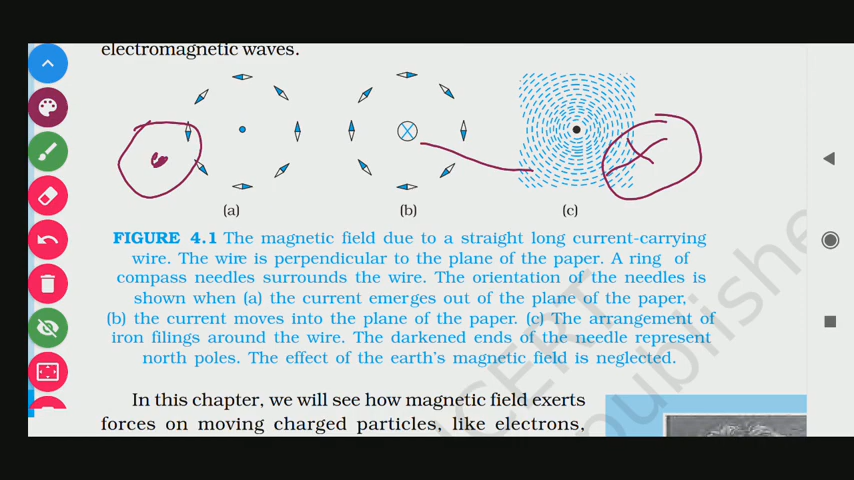 electromagnetic waves.
(a) (b) (c)
FIGURE 4.1 The magnetic field due to a straight long current-carrying
wire. The wire is perpendicular to the plane of the paper. A ring of
compass needles surrounds the wire. The orientation of the needles is
shown when (a) the current emerges out of the plane of the paper,
(b) the current moves into the plane of the paper. (c) The arrangement of
iron filings around the wire. The darkened ends of the needle represent
north poles. The effect of the earth's magnetic field is neglected.
In this chapter, we will see how magnetic field exerts
forces on moving charged particles, like electrons,
NCERT
publishe